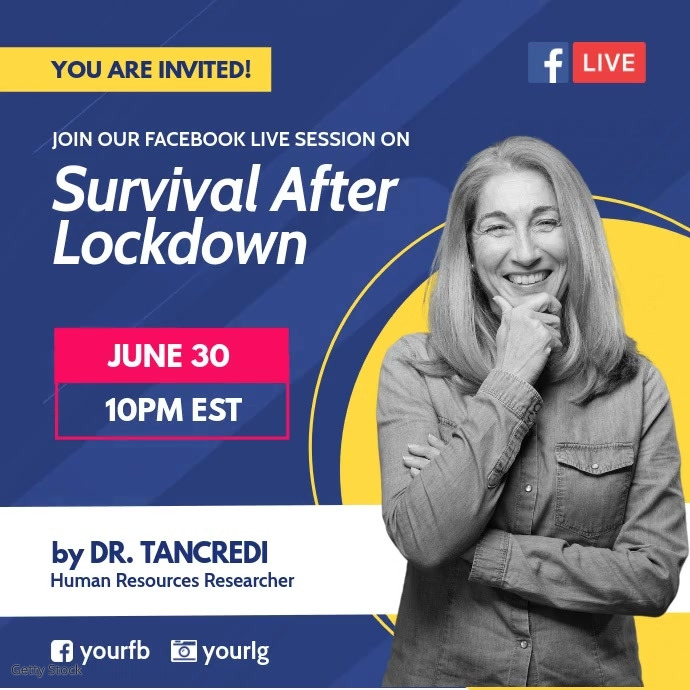 YOU ARE INVITED!
f LIVE
JOIN OUR FACEBOOK LIVE SESSION ON
Survival After
Lockdown
JUNE 30
10PM EST
by DR. TANCREDI
Human Resources Researcher
yourfb yourIg
Getty Stock